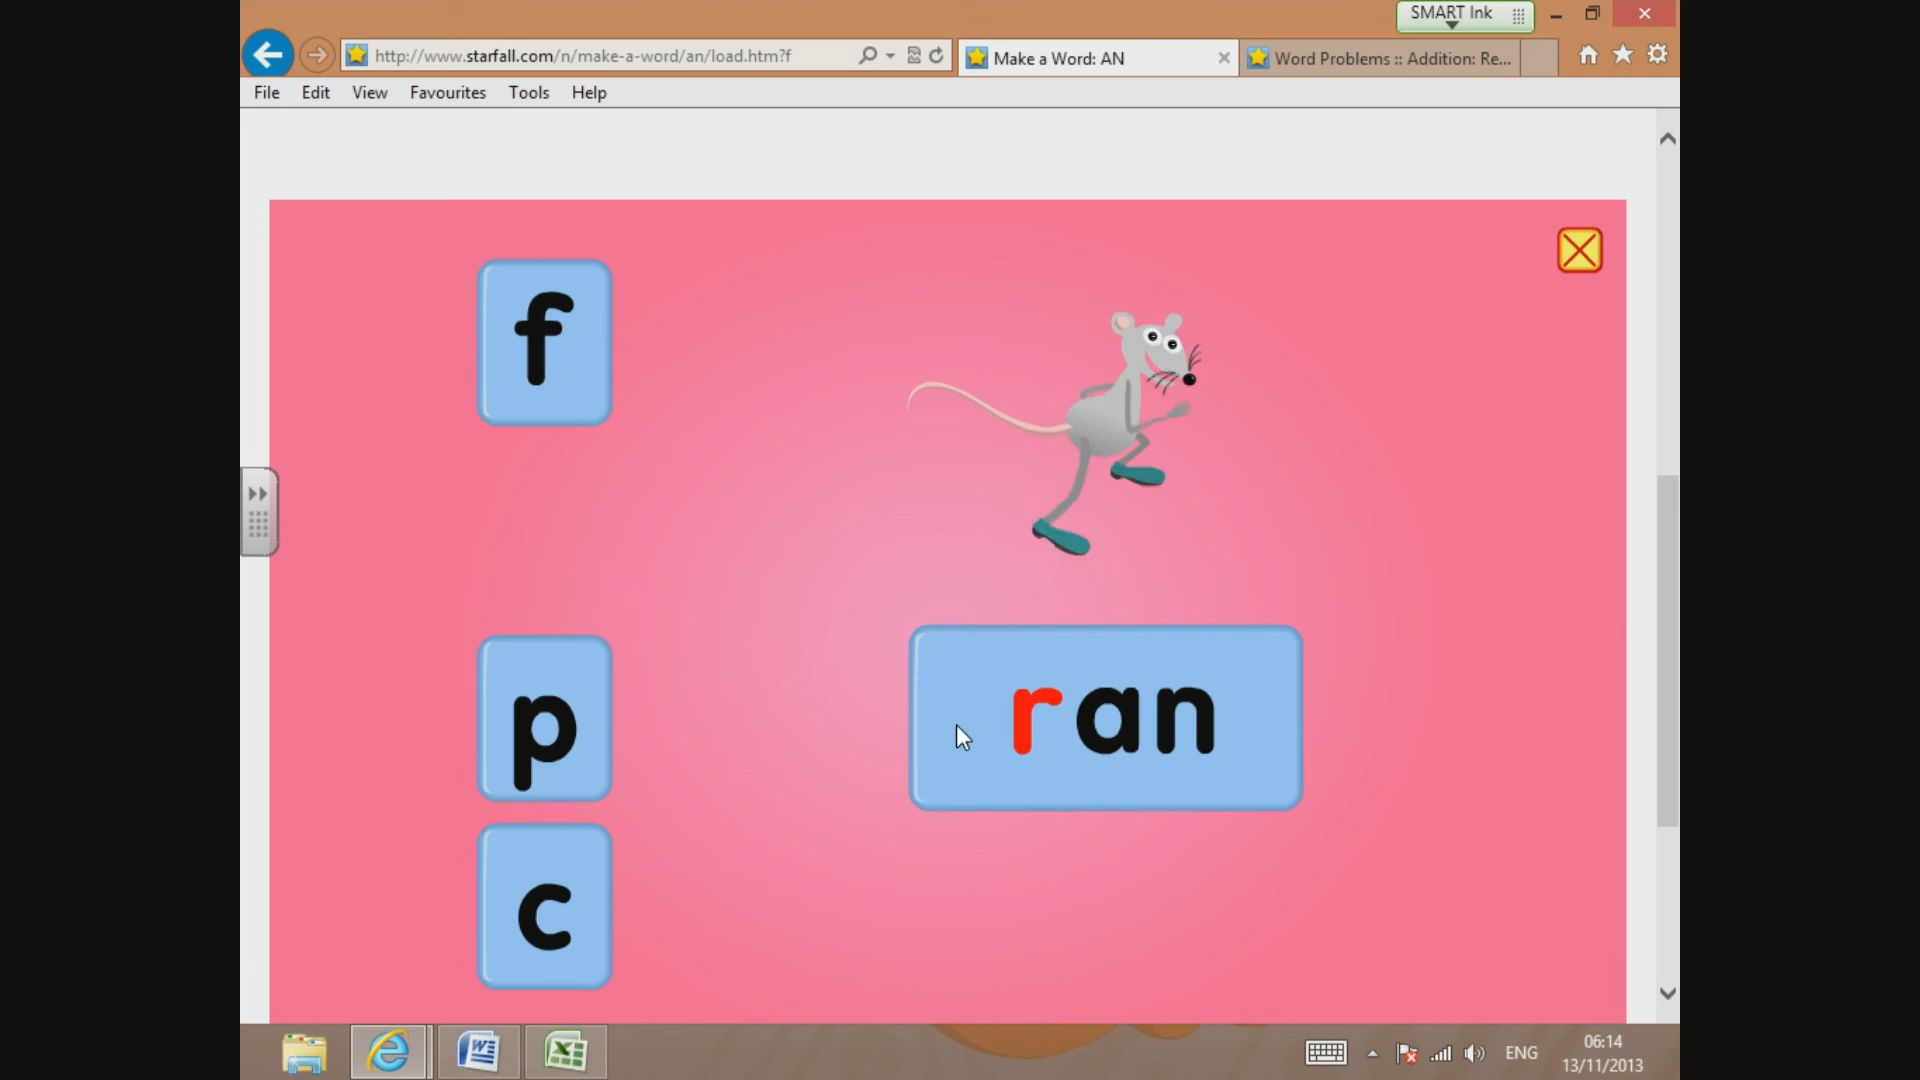 SMART Ink
http://www.starfall.com/n/make-a-word/an/load.htm?f
Make a Word: AN
Word Problems :: Addition: Re...
File Edit View Favourites Tools Help
f
p
ran
c
ENG
06:14
13/11/2013